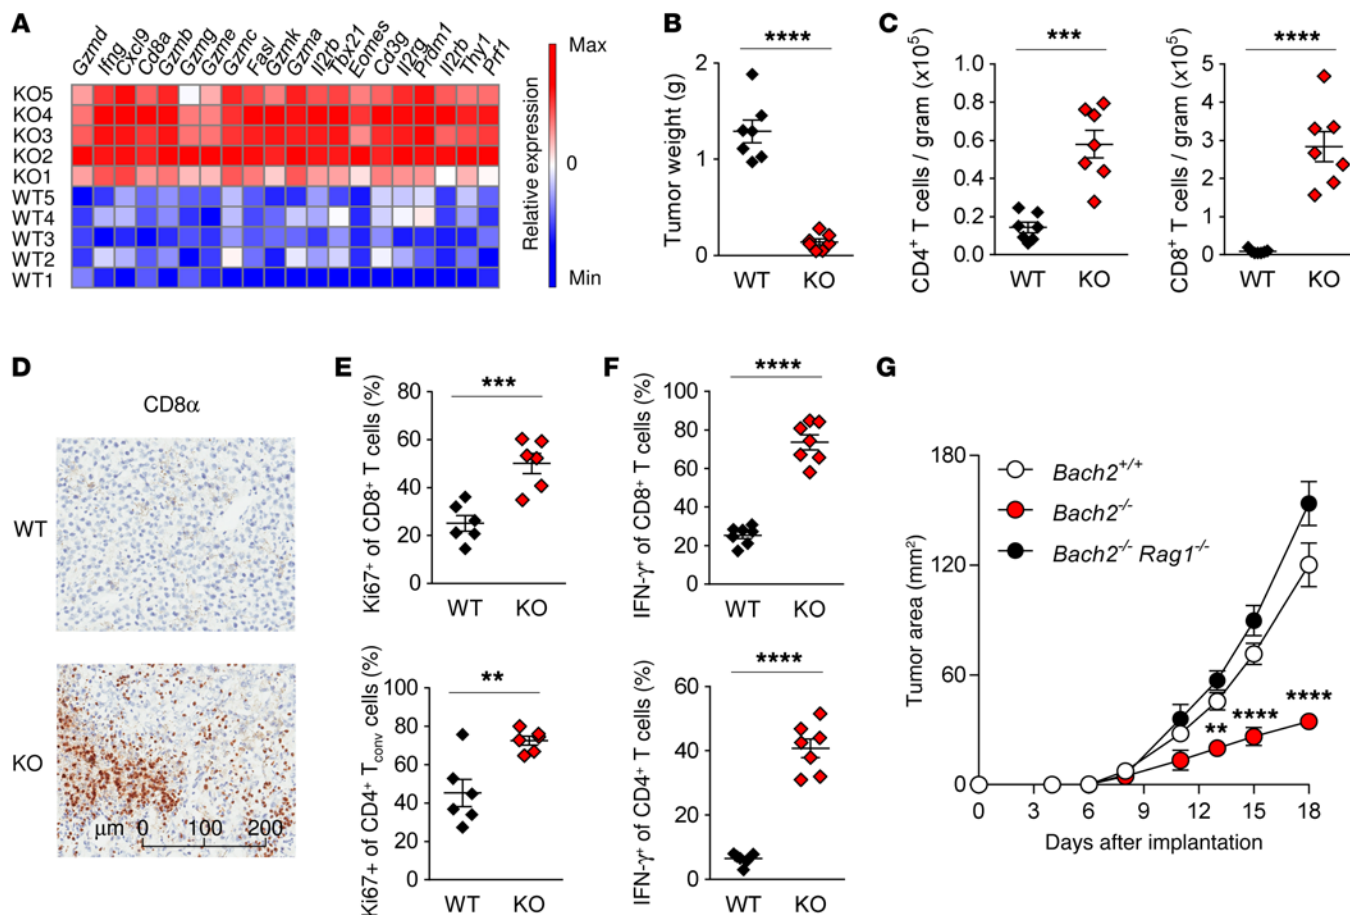 A
Gzmd Ifng Cxcl9 Cd8a Gzmb Gzmg Gzme Gzmc Fasl Gzmk Gzma Il2rb Tbx21 Eomes Cd3g Il2rg Prdm1 Il2rb Thy1 Prf1
KO5
KO4
KO3
KO2
KO1
WT5
WT4
WT3
WT2
WT1
Max
0
Min
Relative expression
B
****
Tumor weight (g)
2
1
0
WT KO
C
***
CD4+ T cells / gram (x10^5)
1.0
0.8
0.6
0.4
0.2
0.0
WT KO
****
CD8+ T cells / gram (x10^5)
5
4
3
2
1
0
WT KO
D
CD8α
WT
KO
μm 0 100 200
E
***
Ki67+ of CD8+ T cells (%)
80
60
40
20
0
WT KO
**
Ki67+ of CD4+ Tconv cells (%)
100
80
60
40
20
0
WT KO
F
****
IFN-γ+ of CD8+ T cells (%)
100
80
60
40
20
0
WT KO
****
IFN-γ+ of CD4+ T cells (%)
60
40
20
0
WT KO
G
Bach2+/+
Bach2-/-
Bach2-/- Rag1-/-
Tumor area (mm2)
180
120
60
0
** **** ****
0 3 6 9 12 15 18
Days after implantation